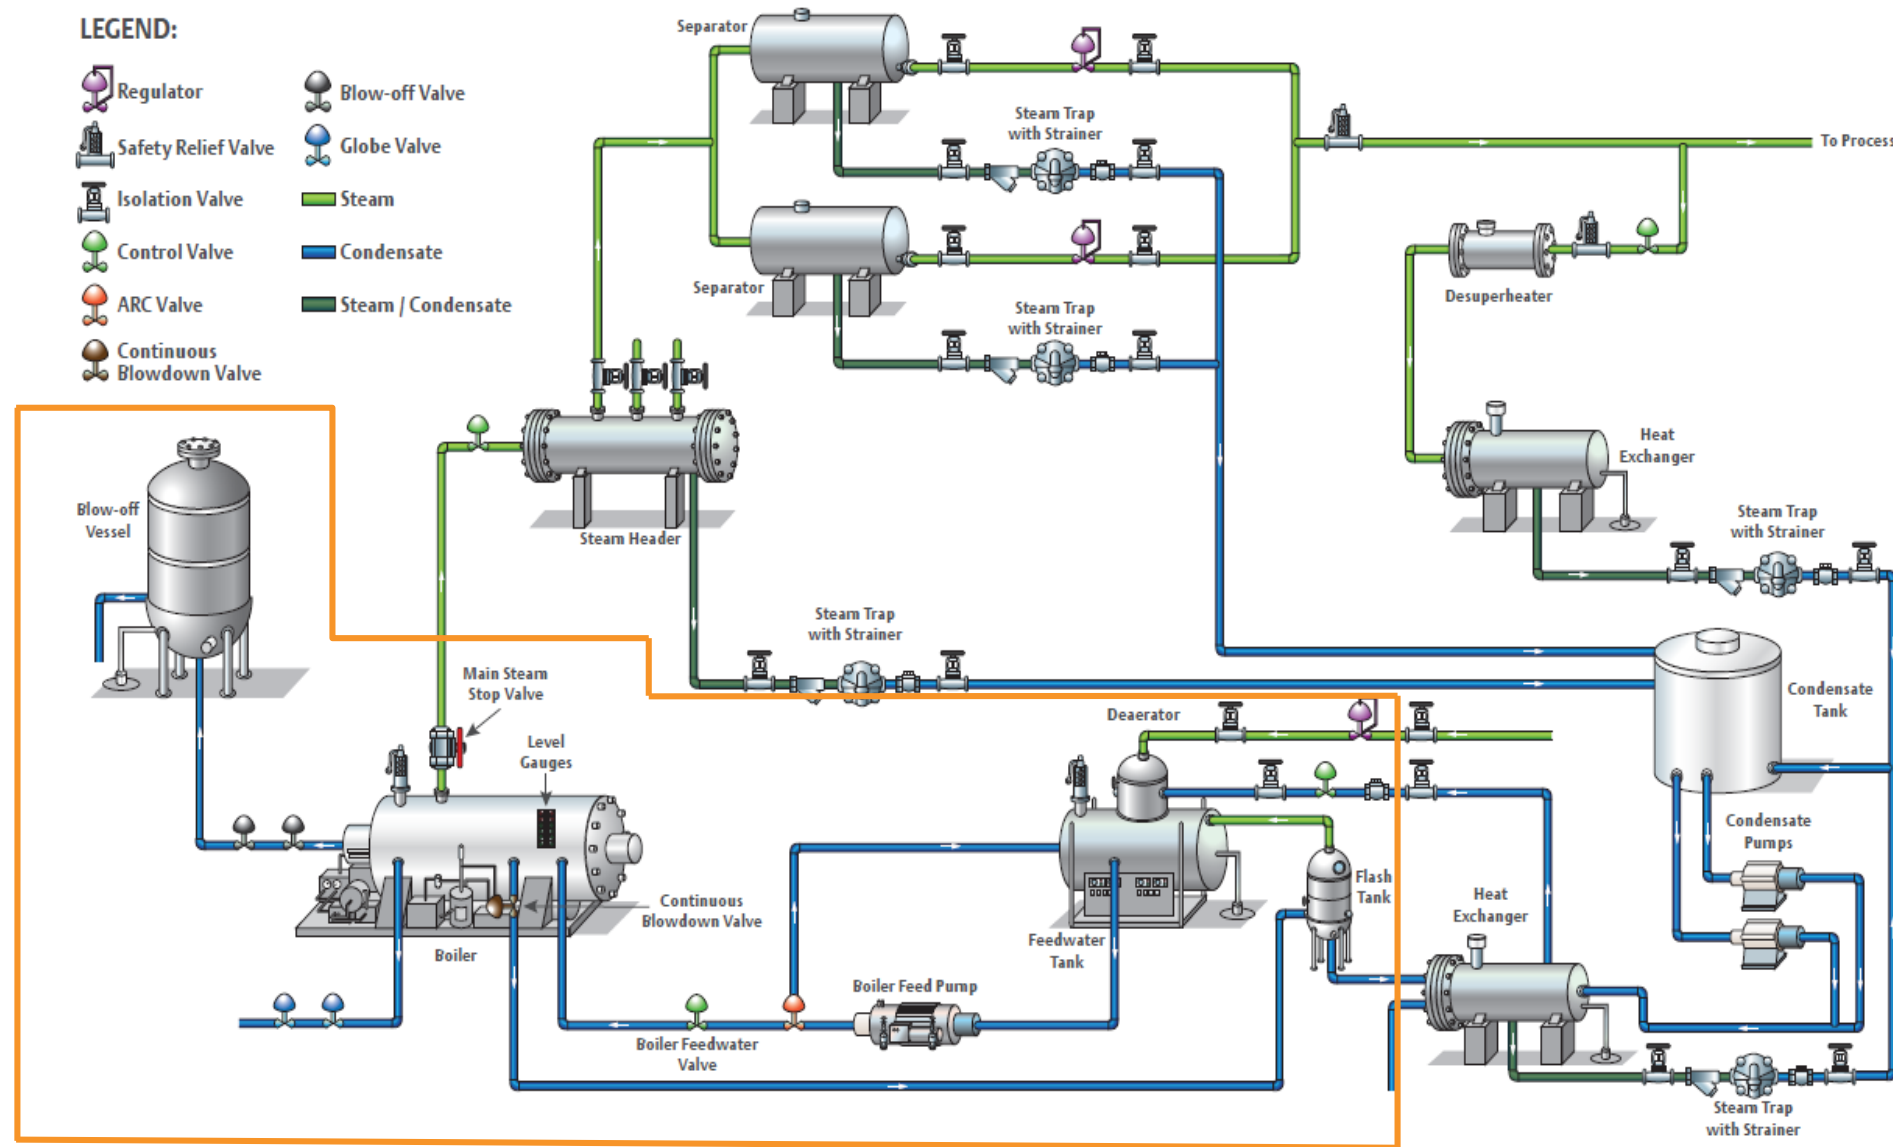 LEGEND:
Regulator
Blow-off Valve
Safety Relief Valve
Globe Valve
Isolation Valve
Steam
Control Valve
Condensate
ARC Valve
Steam / Condensate
Continuous
Blowdown Valve
Separator
Steam Trap
with Strainer
To Process
Separator
Steam Trap
with Strainer
Desuperheater
Heat
Exchanger
Blow-off
Vessel
Steam Header
Steam Trap
with Strainer
Steam Trap
with Strainer
Main Steam
Stop Valve
Level
Gauges
Deaerator
Condensate
Tank
Condensate
Pumps
Flash
Tank
Continuous
Blowdown Valve
Boiler
Feedwater
Tank
Heat
Exchanger
Boiler Feed Pump
Boiler Feedwater
Valve
Steam Trap
with Strainer